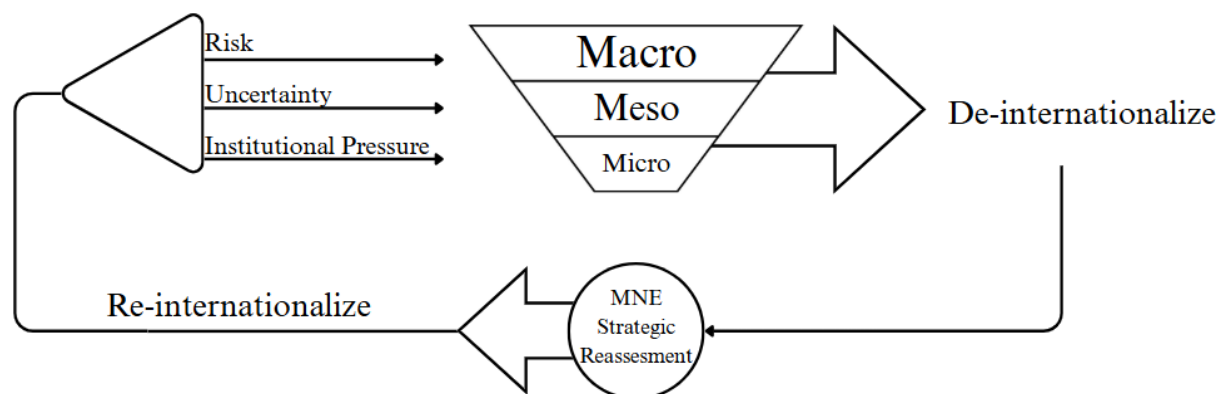 Risk
Uncertainty
Institutional Pressure
Macro
Meso
Micro
De-internationalize
MNE
Strategic
Reassesment
Re-internationalize